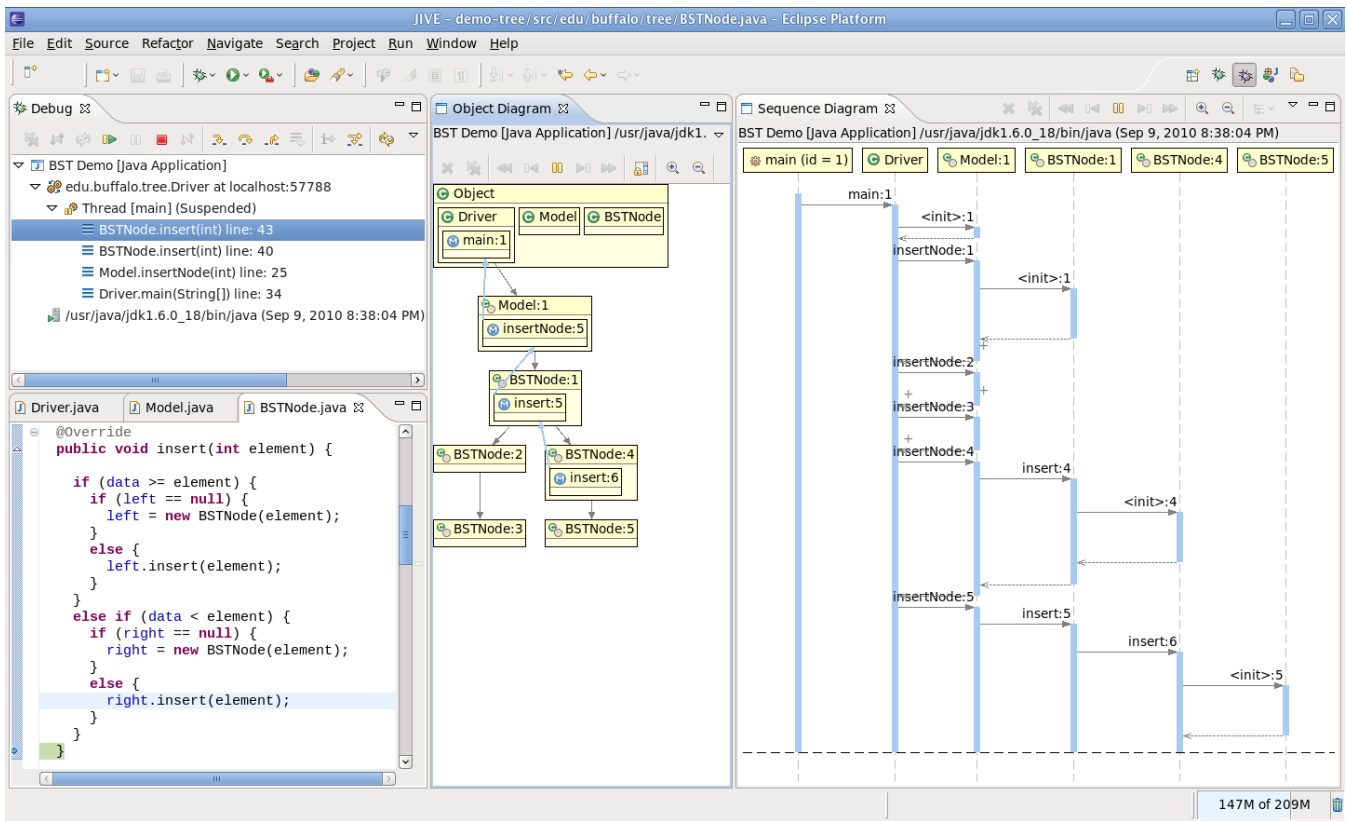 JIVE - demo-tree/src/edu/buffalo/tree/BSTNode.java - Eclipse Platform
File Edit Source Refactor Navigate Search Project Run Window Help
Debug
BST Demo [Java Application]
edu.buffalo.tree.Driver at localhost:57788
Thread [main] (Suspended)
BSTNode.insert(int) line: 43
BSTNode.insert(int) line: 40
Model.insertNode(int) line: 25
Driver.main(String[]) line: 34
/usr/java/jdk1.6.0_18/bin/java (Sep 9, 2010 8:38:04 PM)
Driver.java Model.java BSTNode.java
@Override
public void insert(int element) {
if (data >= element) {
if (left == null) {
left = new BSTNode(element);
}
else {
left.insert(element);
}
}
else if (data < element) {
if (right == null) {
right = new BSTNode(element);
}
else {
right.insert(element);
}
}
}
Object Diagram
BST Demo [Java Application] /usr/java/jdk1.
Object
Driver Model BSTNode
main:1
Model:1
insertNode:5
BSTNode:1
insert:5
BSTNode:2 BSTNode:4
insert:6
BSTNode:3 BSTNode:5
Sequence Diagram
BST Demo [Java Application] /usr/java/jdk1.6.0_18/bin/java (Sep 9, 2010 8:38:04 PM)
main (id = 1) Driver Model:1 BSTNode:1 BSTNode:4 BSTNode:5
main:1
<init>:1
insertNode:1
<init>:1
insertNode:2
insertNode:3
insertNode:4
insert:4
<init>:4
insertNode:5
insert:5
insert:6
<init>:5
147M of 209M